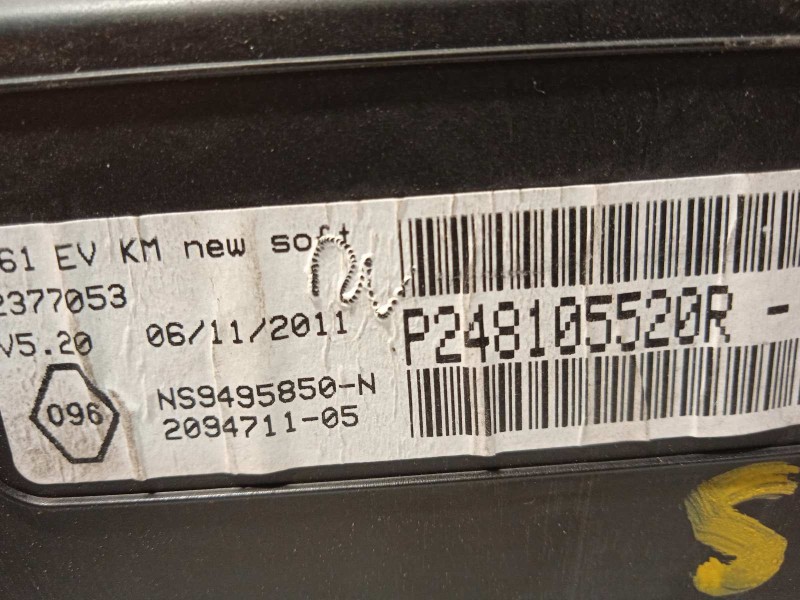 61 EV KM new soft
2377053
V5.20 06/11/2011
096
NS9495850-N
2094711-05
P248105520R -
S